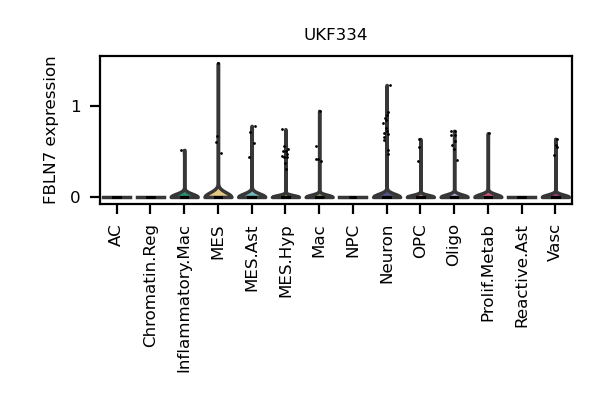 UKF334
FBLN7 expression
1
0
AC
Chromatin.Reg
Inflammatory.Mac
MES
MES.Ast
MES.Hyp
Mac
NPC
Neuron
OPC
Oligo
Prolif.Metab
Reactive.Ast
Vasc